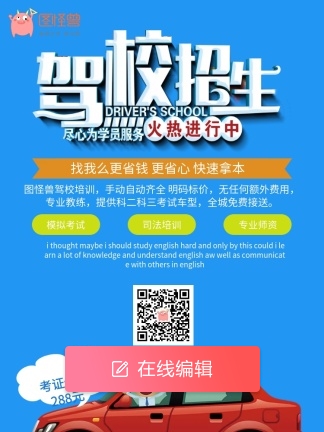 图怪兽
驾校招生
DRIVER'S SCHOOL
尽心为学员服务 火热进行中
找我么更省钱 更省心 快速拿本
图怪兽驾校培训，手动自动齐全 明码标价，无任何额外费用，
专业教练，提供科二科三考试车型，全城免费接送。
模拟考试 司法培训 专业师资
i thought maybe i should study english hard and only by this could i le
arn a lot of knowledge and understand english aw well as communicat
e with others in english
考证
288元
在线编辑